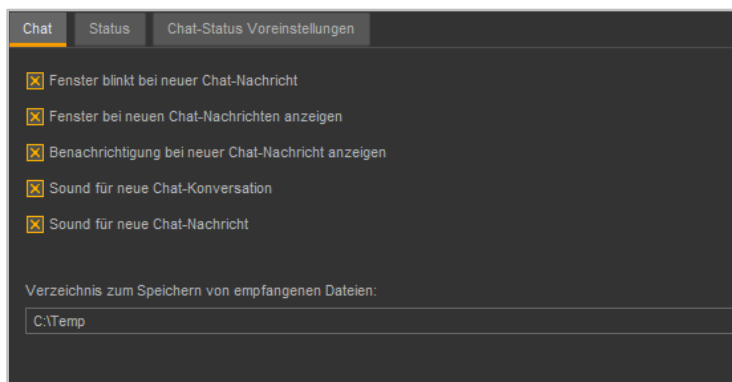 Chat Status Chat-Status Voreinstellungen
Fenster blinkt bei neuer Chat-Nachricht
Fenster bei neuen Chat-Nachrichten anzeigen
Benachrichtigung bei neuer Chat-Nachricht anzeigen
Sound für neue Chat-Konversation
Sound für neue Chat-Nachricht
Verzeichnis zum Speichern von empfangenen Dateien:
C:\Temp